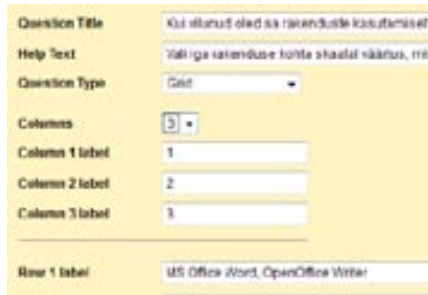 Question Title Kui vilunud oled sa rakenduste kasutamisel
Help Text Vali iga rakenduse kohta skaalal väärtus,
Question Type Grid
Columns 3
Column 1 label 1
Column 2 label 2
Column 3 label 3
Row 1 label MS Office Word, OpenOffice Writer